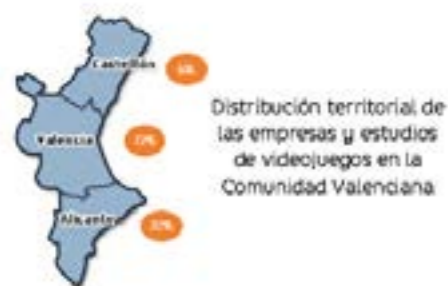 Castellón
Valencia
Alicante
Distribución territorial de
las empresas y estudios
de videojuegos en la
Comunidad Valenciana